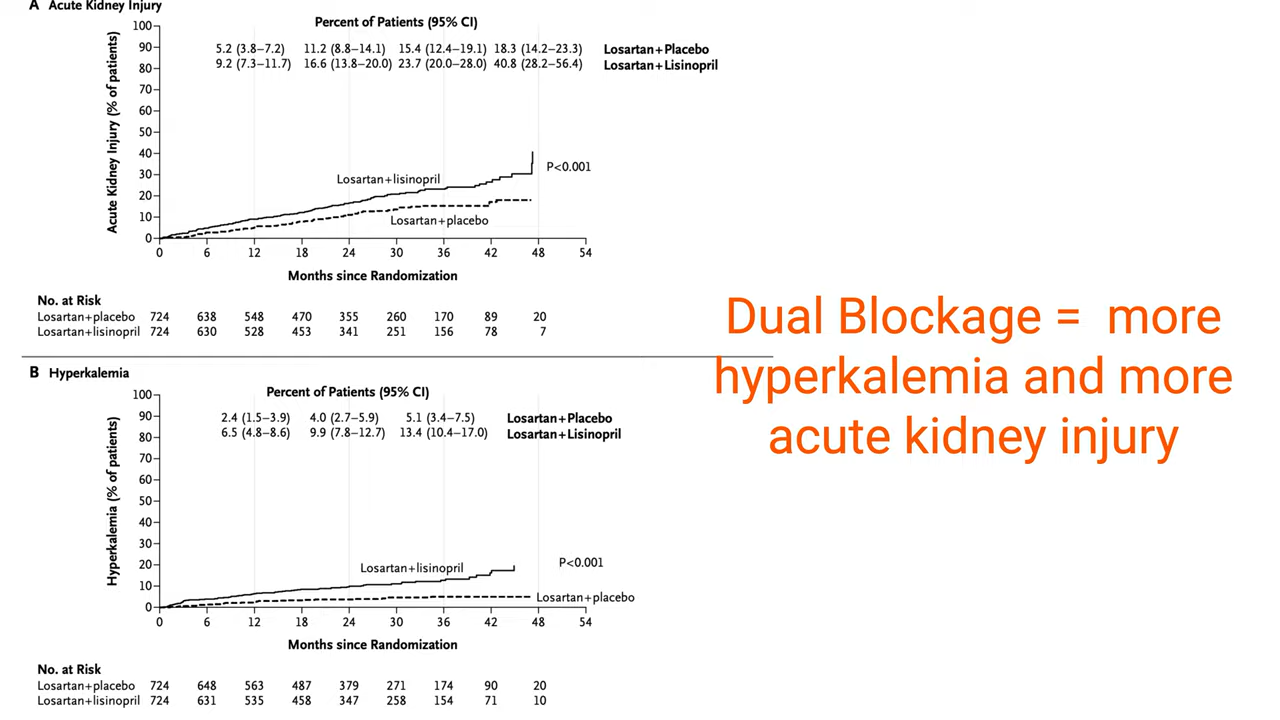 A Acute Kidney Injury
Percent of Patients (95% CI)
5.2 (3.8–7.2) 11.2 (8.8–14.1) 15.4 (12.4–19.1) 18.3 (14.2–23.3) Losartan+Placebo
9.2 (7.3–11.7) 16.6 (13.8–20.0) 23.7 (20.0–28.0) 40.8 (28.2–56.4) Losartan+Lisinopril
Acute Kidney Injury (% of patients)
100
90
80
70
60
50
40
30
20
10
0
P<0.001
Losartan+lisinopril
Losartan+placebo
0 6 12 18 24 30 36 42 48 54
Months since Randomization
No. at Risk
Losartan+placebo 724 638 548 470 355 260 170 89 20
Losartan+lisinopril 724 630 528 453 341 251 156 78 7
B Hyperkalemia
Percent of Patients (95% CI)
2.4 (1.5–3.9) 4.0 (2.7–5.9) 5.1 (3.4–7.5) Losartan+Placebo
6.5 (4.8–8.6) 9.9 (7.8–12.7) 13.4 (10.4–17.0) Losartan+Lisinopril
Hyperkalemia (% of patients)
100
90
80
70
60
50
40
30
20
10
0
Losartan+lisinopril
P<0.001
Losartan+placebo
0 6 12 18 24 30 36 42 48 54
Months since Randomization
No. at Risk
Losartan+placebo 724 648 563 487 379 271 174 90 20
Losartan+lisinopril 724 631 535 458 347 258 154 71 10
Dual Blockage = more
hyperkalemia and more
acute kidney injury